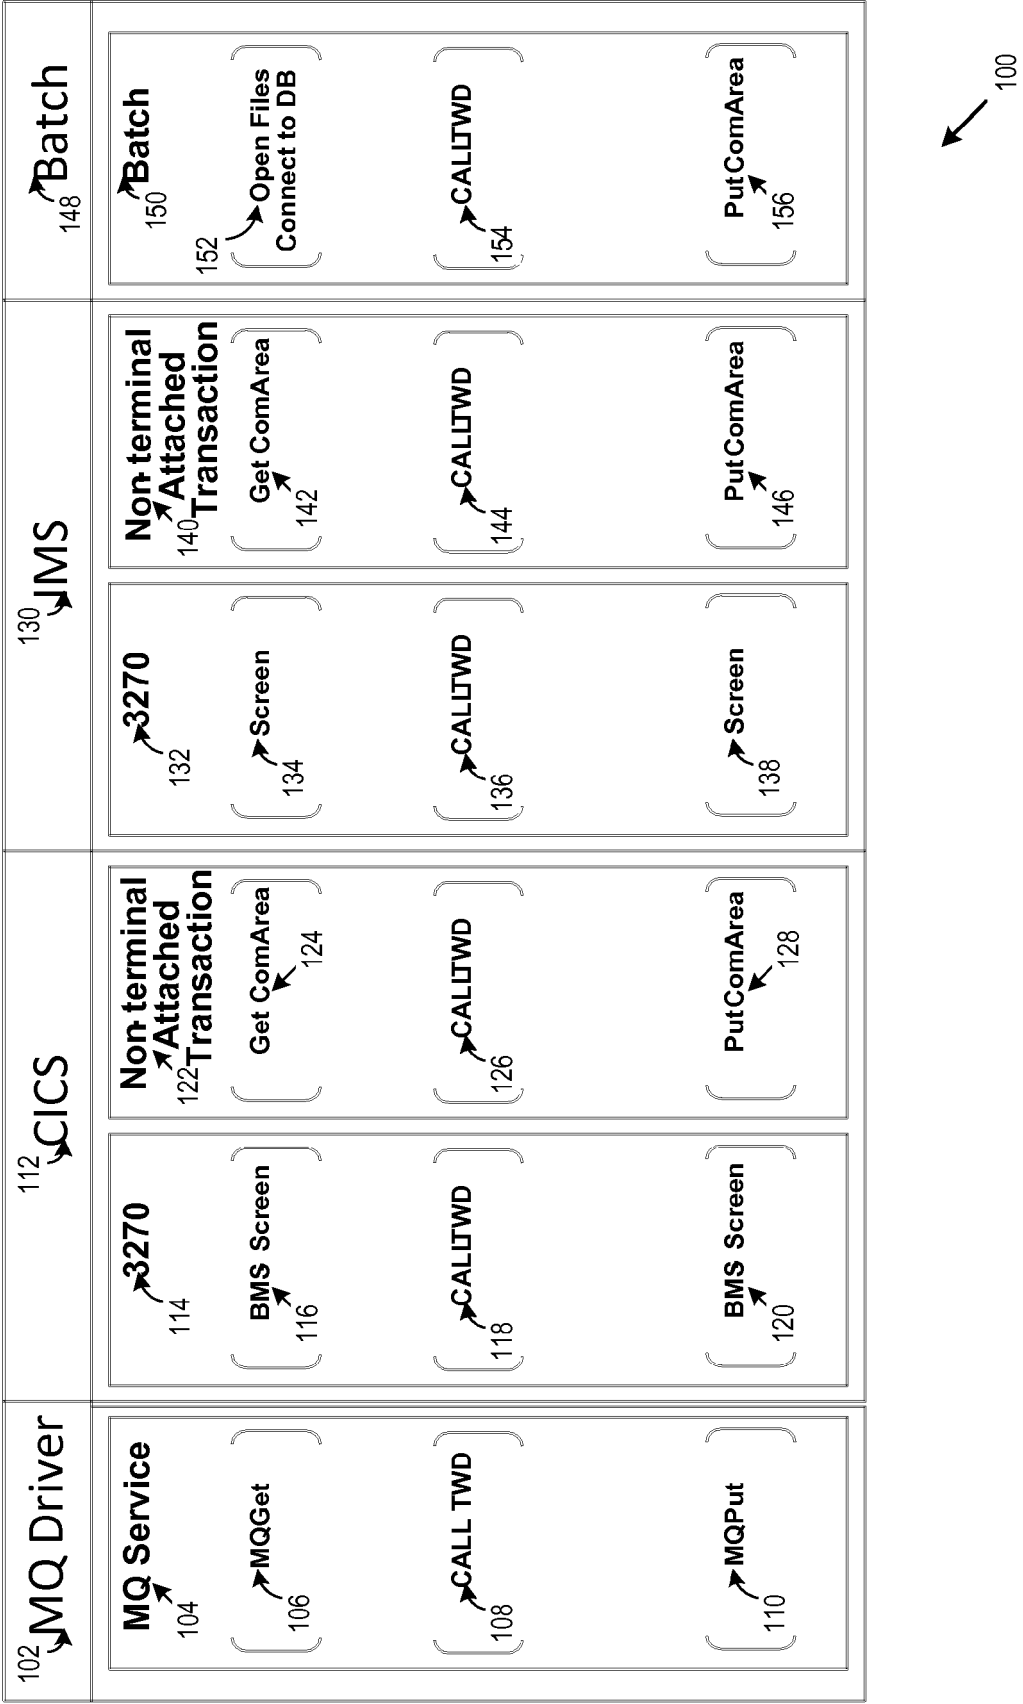 102
MQ Driver
MQ Service
104
MQGet
106
CALL TWD
108
MQPut
110
112
CICS
3270
114
BMS Screen
116
CALLTWD
118
BMS Screen
120
Non-terminal
Attached
Transaction
122
Get ComArea
124
CALLTWD
126
PutComArea
128
130
IMS
3270
132
Screen
134
CALLTWD
136
Screen
138
Non-terminal
Attached
Transaction
140
Get ComArea
142
CALLTWD
144
PutComArea
146
148
Batch
Batch
150
152
Open Files
Connect to DB
CALLTWD
154
PutComArea
156
100